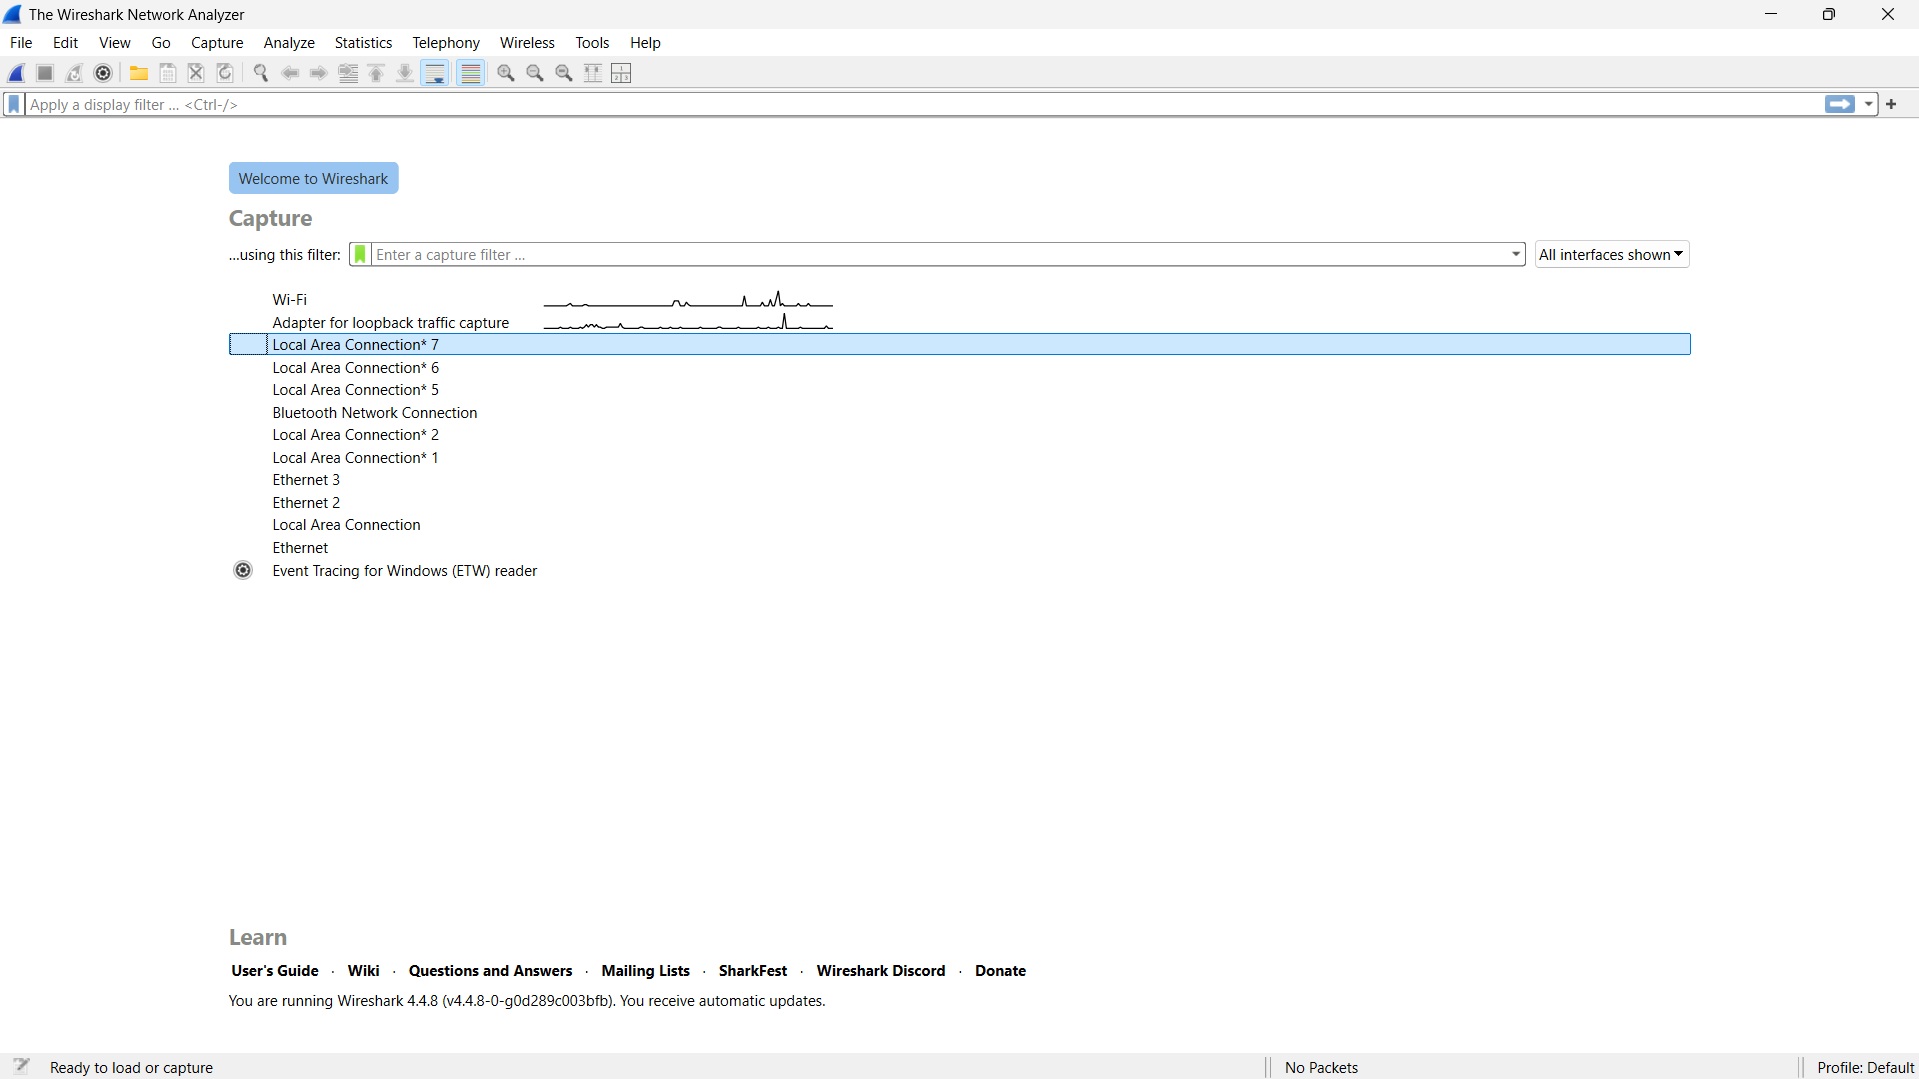 The Wireshark Network Analyzer
File Edit View Go Capture Analyze Statistics Telephony Wireless Tools Help
Apply a display filter ... <Ctrl-/>
Welcome to Wireshark
Capture
...using this filter: Enter a capture filter ... All interfaces shown
Wi-Fi
Adapter for loopback traffic capture
Local Area Connection* 7
Local Area Connection* 6
Local Area Connection* 5
Bluetooth Network Connection
Local Area Connection* 2
Local Area Connection* 1
Ethernet 3
Ethernet 2
Local Area Connection
Ethernet
Event Tracing for Windows (ETW) reader
Learn
User's Guide · Wiki · Questions and Answers · Mailing Lists · SharkFest · Wireshark Discord · Donate
You are running Wireshark 4.4.8 (v4.4.8-0-g0d289c003bfb). You receive automatic updates.
Ready to load or capture No Packets Profile: Default